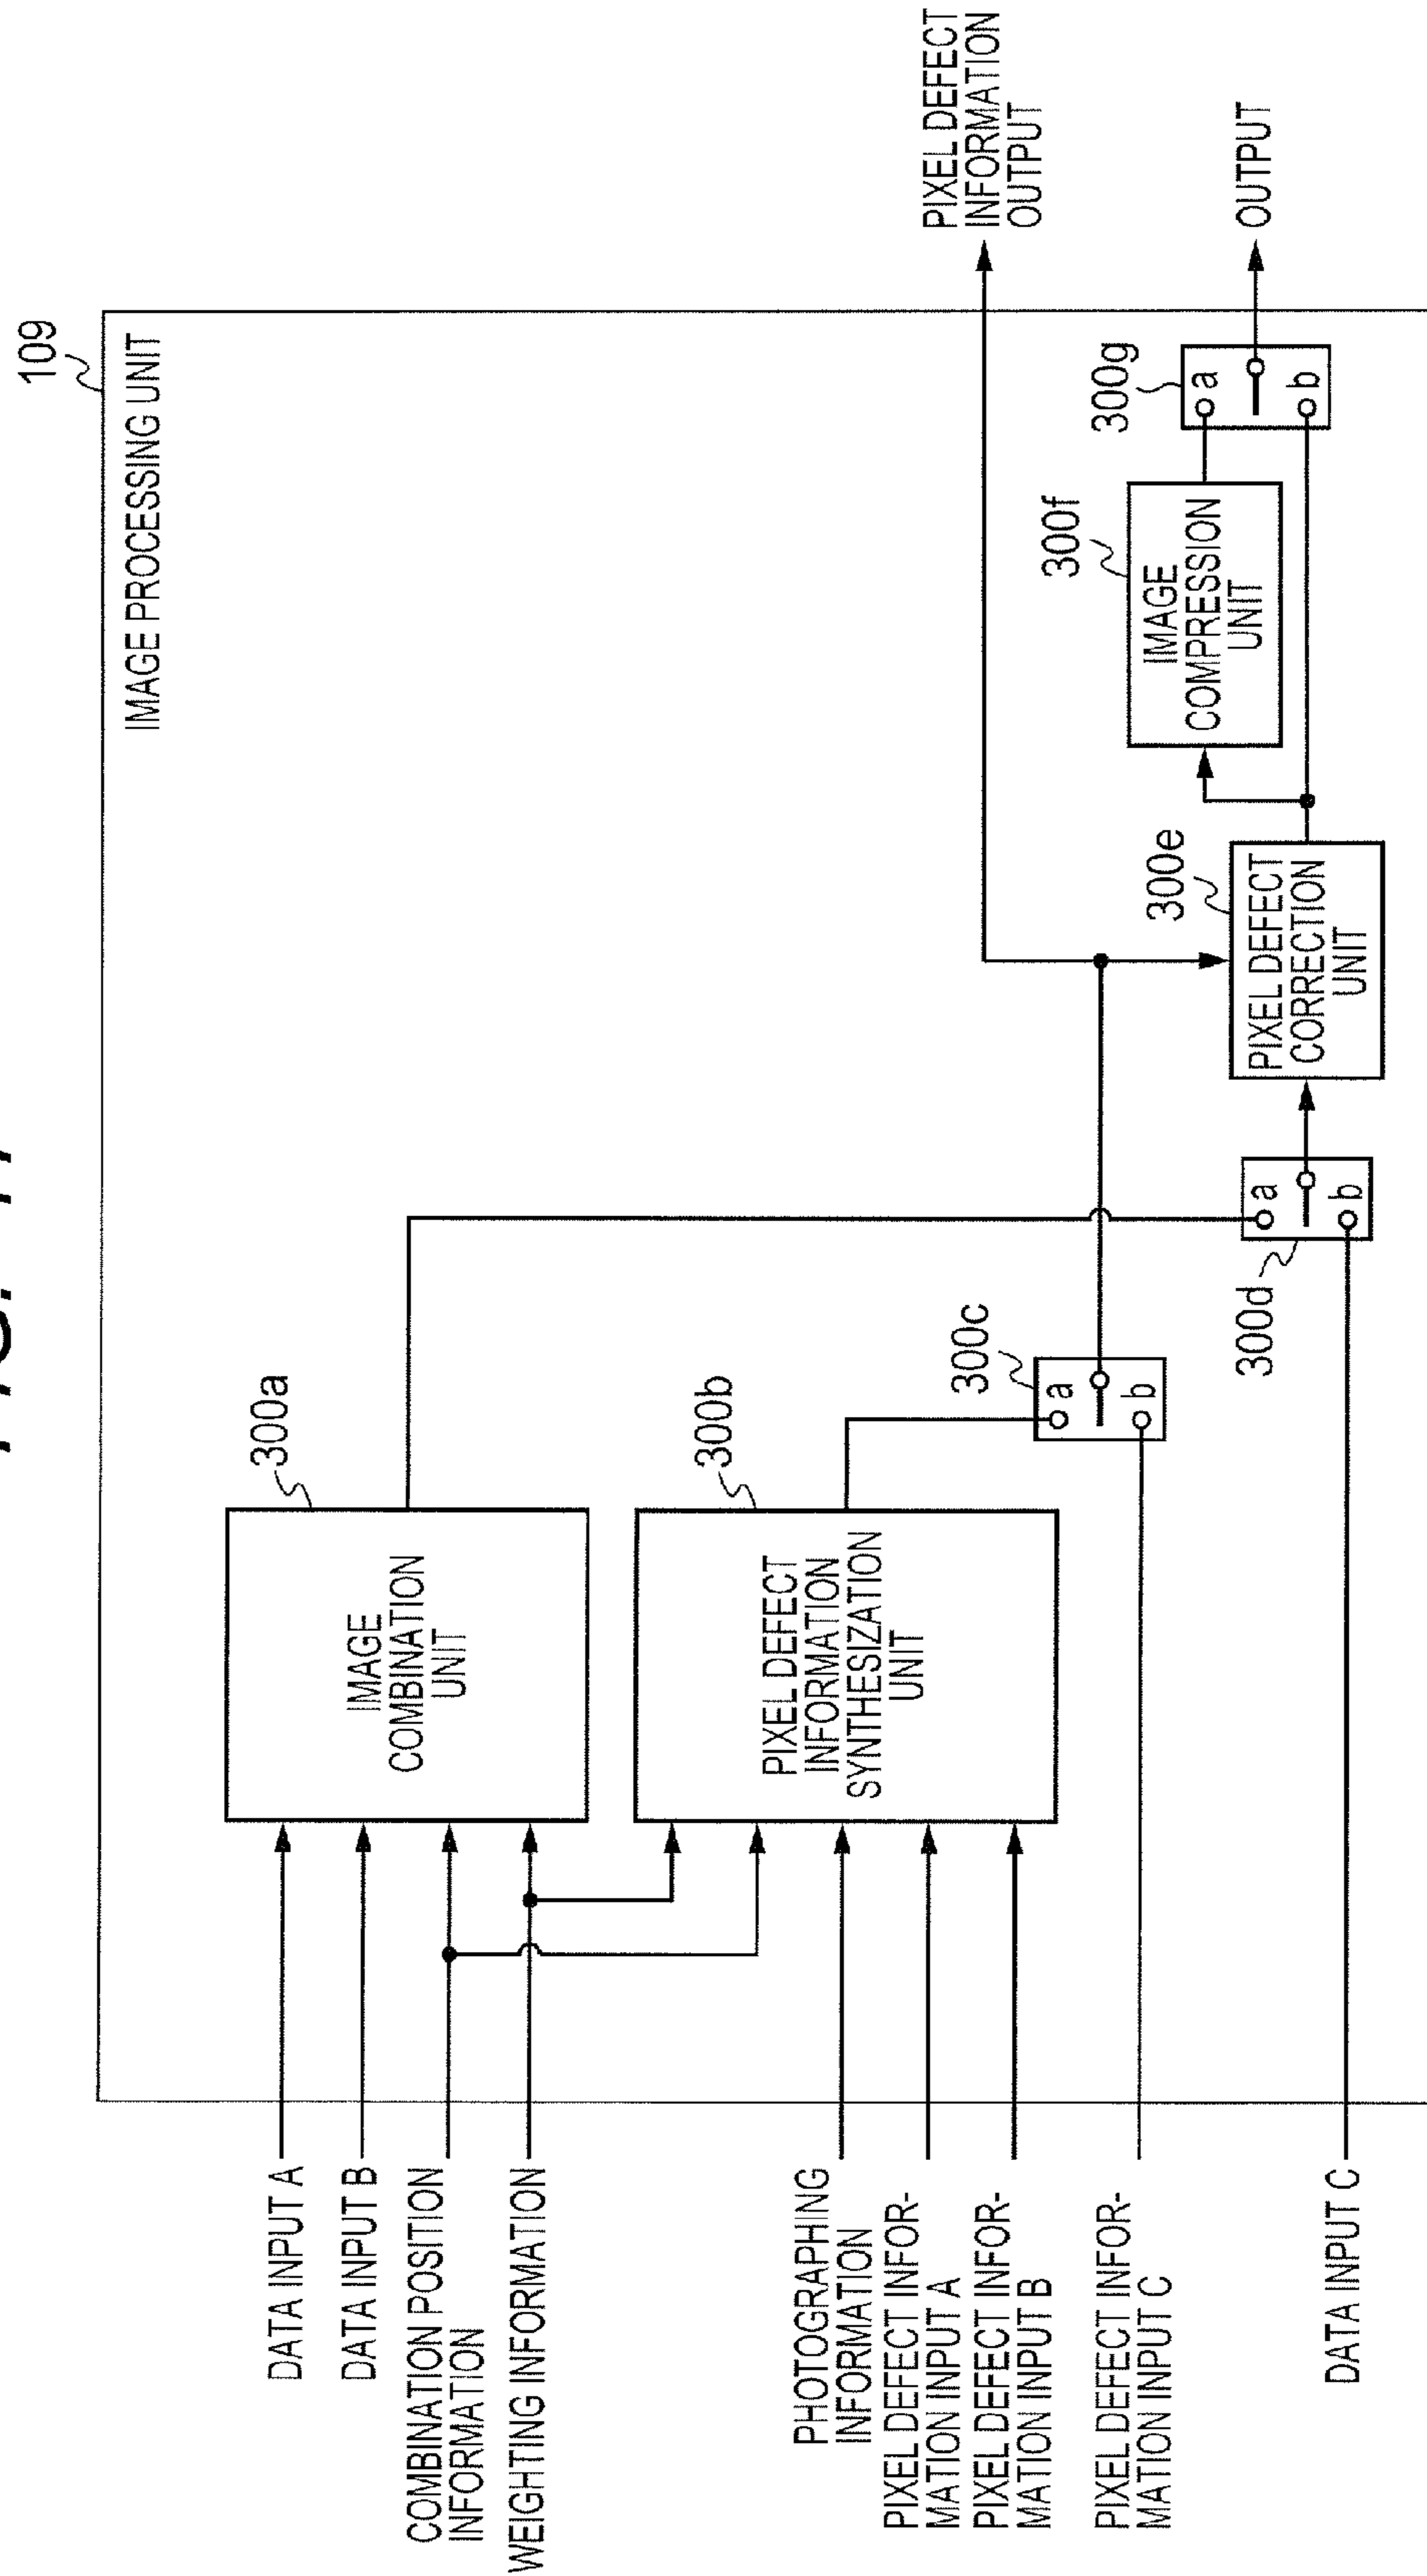 109
IMAGE PROCESSING UNIT
DATA INPUT A
DATA INPUT B
COMBINATION POSITION
INFORMATION
WEIGHTING INFORMATION
300a
IMAGE
COMBINATION
UNIT
PHOTOGRAPHING
INFORMATION
PIXEL DEFECT INFOR-
MATION INPUT A
PIXEL DEFECT INFOR-
MATION INPUT B
PIXEL DEFECT INFOR-
MATION INPUT C
300b
PIXEL DEFECT
INFORMATION
SYNTHESIZATION
UNIT
300c
a
b
DATA INPUT C
300d
a
b
300e
PIXEL DEFECT
CORRECTION
UNIT
300f
IMAGE
COMPRESSION
UNIT
300g
a
b
PIXEL DEFECT
INFORMATION
OUTPUT
OUTPUT